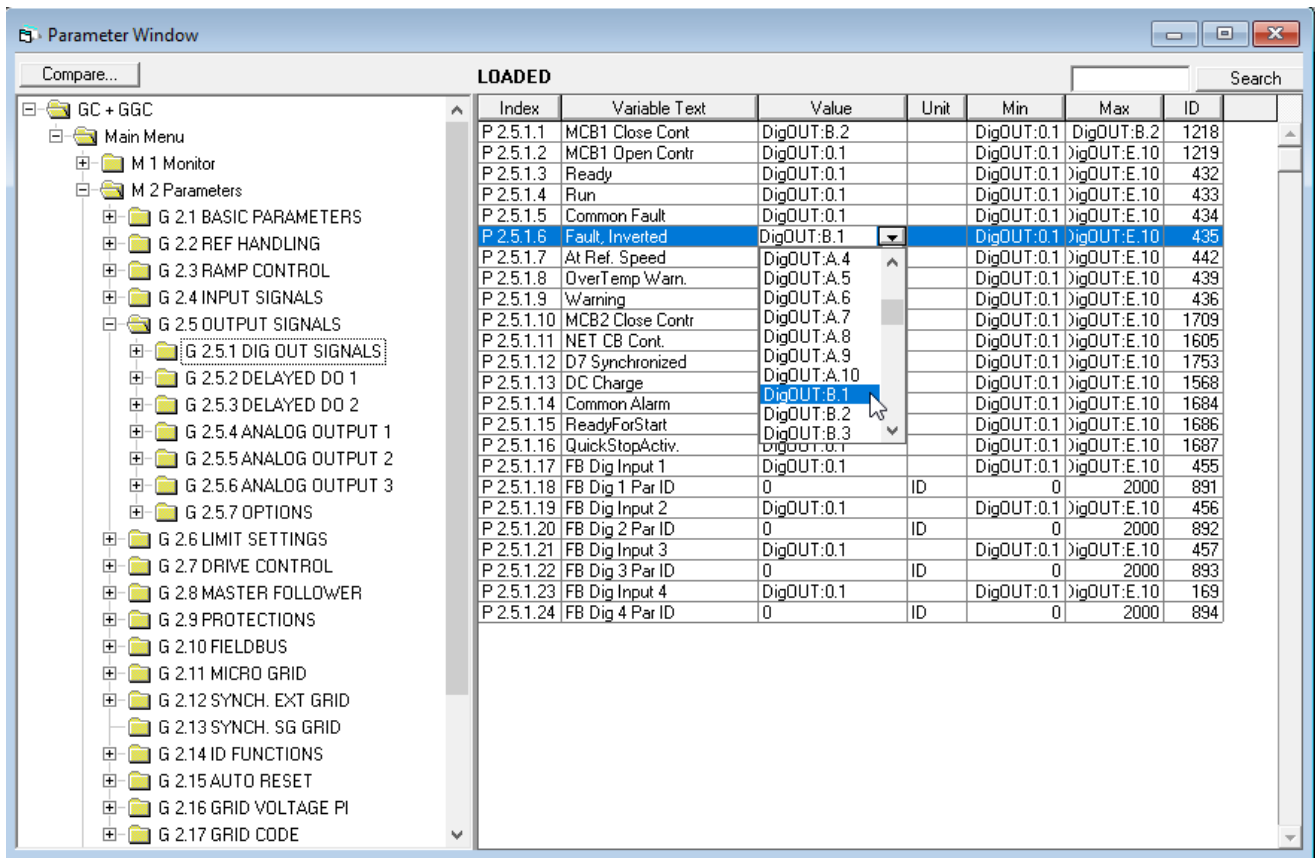 Parameter Window
Compare...
LOADED
Search
GC + GGC
Main Menu
M 1 Monitor
M 2 Parameters
G 2.1 BASIC PARAMETERS
G 2.2 REF HANDLING
G 2.3 RAMP CONTROL
G 2.4 INPUT SIGNALS
G 2.5 OUTPUT SIGNALS
G 2.5.1 DIG OUT SIGNALS
G 2.5.2 DELAYED DO 1
G 2.5.3 DELAYED DO 2
G 2.5.4 ANALOG OUTPUT 1
G 2.5.5 ANALOG OUTPUT 2
G 2.5.6 ANALOG OUTPUT 3
G 2.5.7 OPTIONS
G 2.6 LIMIT SETTINGS
G 2.7 DRIVE CONTROL
G 2.8 MASTER FOLLOWER
G 2.9 PROTECTIONS
G 2.10 FIELDBUS
G 2.11 MICRO GRID
G 2.12 SYNCH. EXT GRID
G 2.13 SYNCH. SG GRID
G 2.14 ID FUNCTIONS
G 2.15 AUTO RESET
G 2.16 GRID VOLTAGE PI
G 2.17 GRID CODE
Index Variable Text Value Unit Min Max ID
P 2.5.1.1 MCB1 Close Cont DigOUT:B.2 DigOUT:0.1 DigOUT:B.2 1218
P 2.5.1.2 MCB1 Open Contr DigOUT:0.1 DigOUT:0.1 DigOUT:E.10 1219
P 2.5.1.3 Ready DigOUT:0.1 DigOUT:0.1 DigOUT:E.10 432
P 2.5.1.4 Run DigOUT:0.1 DigOUT:0.1 DigOUT:E.10 433
P 2.5.1.5 Common Fault DigOUT:0.1 DigOUT:0.1 DigOUT:E.10 434
P 2.5.1.6 Fault, Inverted DigOUT:B.1 DigOUT:0.1 DigOUT:E.10 435
P 2.5.1.7 At Ref. Speed DigOUT:0.1 DigOUT:E.10 442
P 2.5.1.8 OverTemp Warn. DigOUT:0.1 DigOUT:E.10 439
P 2.5.1.9 Warning DigOUT:0.1 DigOUT:E.10 436
P 2.5.1.10 MCB2 Close Contr DigOUT:0.1 DigOUT:E.10 1709
P 2.5.1.11 NET CB Cont. DigOUT:0.1 DigOUT:E.10 1605
P 2.5.1.12 D7 Synchronized DigOUT:0.1 DigOUT:E.10 1753
P 2.5.1.13 DC Charge DigOUT:0.1 DigOUT:E.10 1568
P 2.5.1.14 Common Alarm DigOUT:0.1 DigOUT:E.10 1684
P 2.5.1.15 ReadyForStart DigOUT:0.1 DigOUT:E.10 1686
P 2.5.1.16 QuickStopActiv. DigOUT:0.1 DigOUT:0.1 DigOUT:E.10 1687
P 2.5.1.17 FB Dig Input 1 DigOUT:0.1 DigOUT:0.1 DigOUT:E.10 455
P 2.5.1.18 FB Dig 1 Par ID 0 ID 0 2000 891
P 2.5.1.19 FB Dig Input 2 DigOUT:0.1 DigOUT:0.1 DigOUT:E.10 456
P 2.5.1.20 FB Dig 2 Par ID 0 ID 0 2000 892
P 2.5.1.21 FB Dig Input 3 DigOUT:0.1 DigOUT:0.1 DigOUT:E.10 457
P 2.5.1.22 FB Dig 3 Par ID 0 ID 0 2000 893
P 2.5.1.23 FB Dig Input 4 DigOUT:0.1 DigOUT:0.1 DigOUT:E.10 169
P 2.5.1.24 FB Dig 4 Par ID 0 ID 0 2000 894
DigOUT:A.4
DigOUT:A.5
DigOUT:A.6
DigOUT:A.7
DigOUT:A.8
DigOUT:A.9
DigOUT:A.10
DigOUT:B.1
DigOUT:B.2
DigOUT:B.3